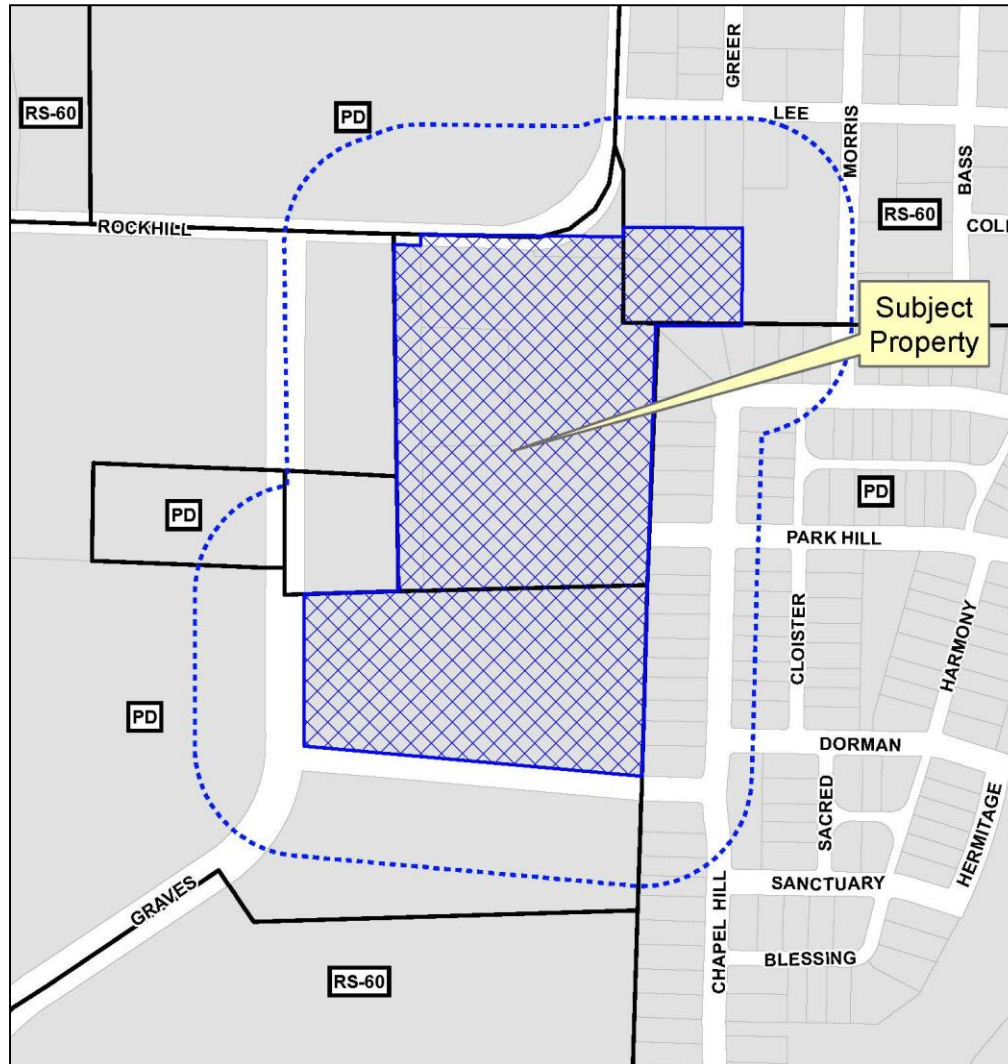 GREER
LEE
RS-60
PD
MORRIS
BASS
RS-60
ROCKHILL
Subject
Property
PD
PD
PARK HILL
CLOISTER
HARMONY
PD
DORMAN
SACRED
HERMITAGE
SANCTUARY
GRAVES
CHAPEL HILL
BLESSING
RS-60